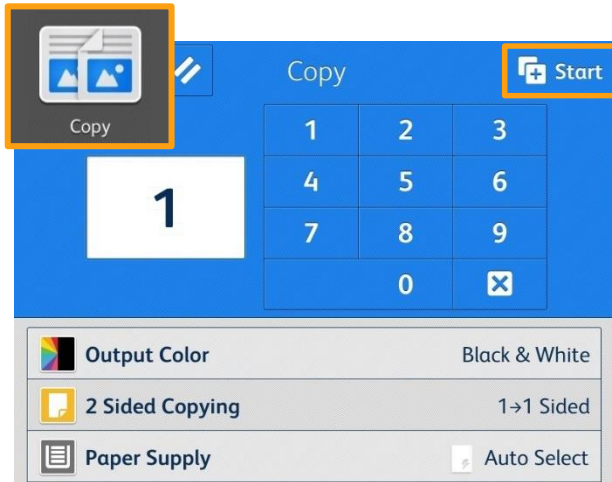 Copy
Copy
Start
1 2 3
1
4 5 6
7 8 9
0
Output Color Black & White
2 Sided Copying 1→1 Sided
Paper Supply Auto Select